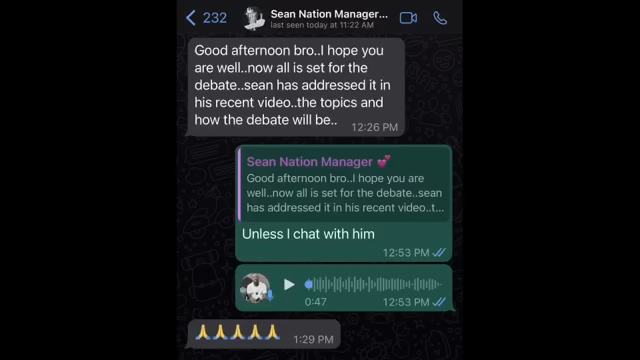 232
Sean Nation Manager...
last seen today at 11:22 AM
Good afternoon bro..I hope you
are well..now all is set for the
debate..sean has addressed it in
his recent video..the topics and
how the debate will be..
12:26 PM
Sean Nation Manager 💕
Good afternoon bro..I hope you are
well..now all is set for the debate..sean
has addressed it in his recent video..t...
Unless I chat with him
12:53 PM
0:47
12:53 PM
🙏🙏🙏🙏🙏
1:29 PM